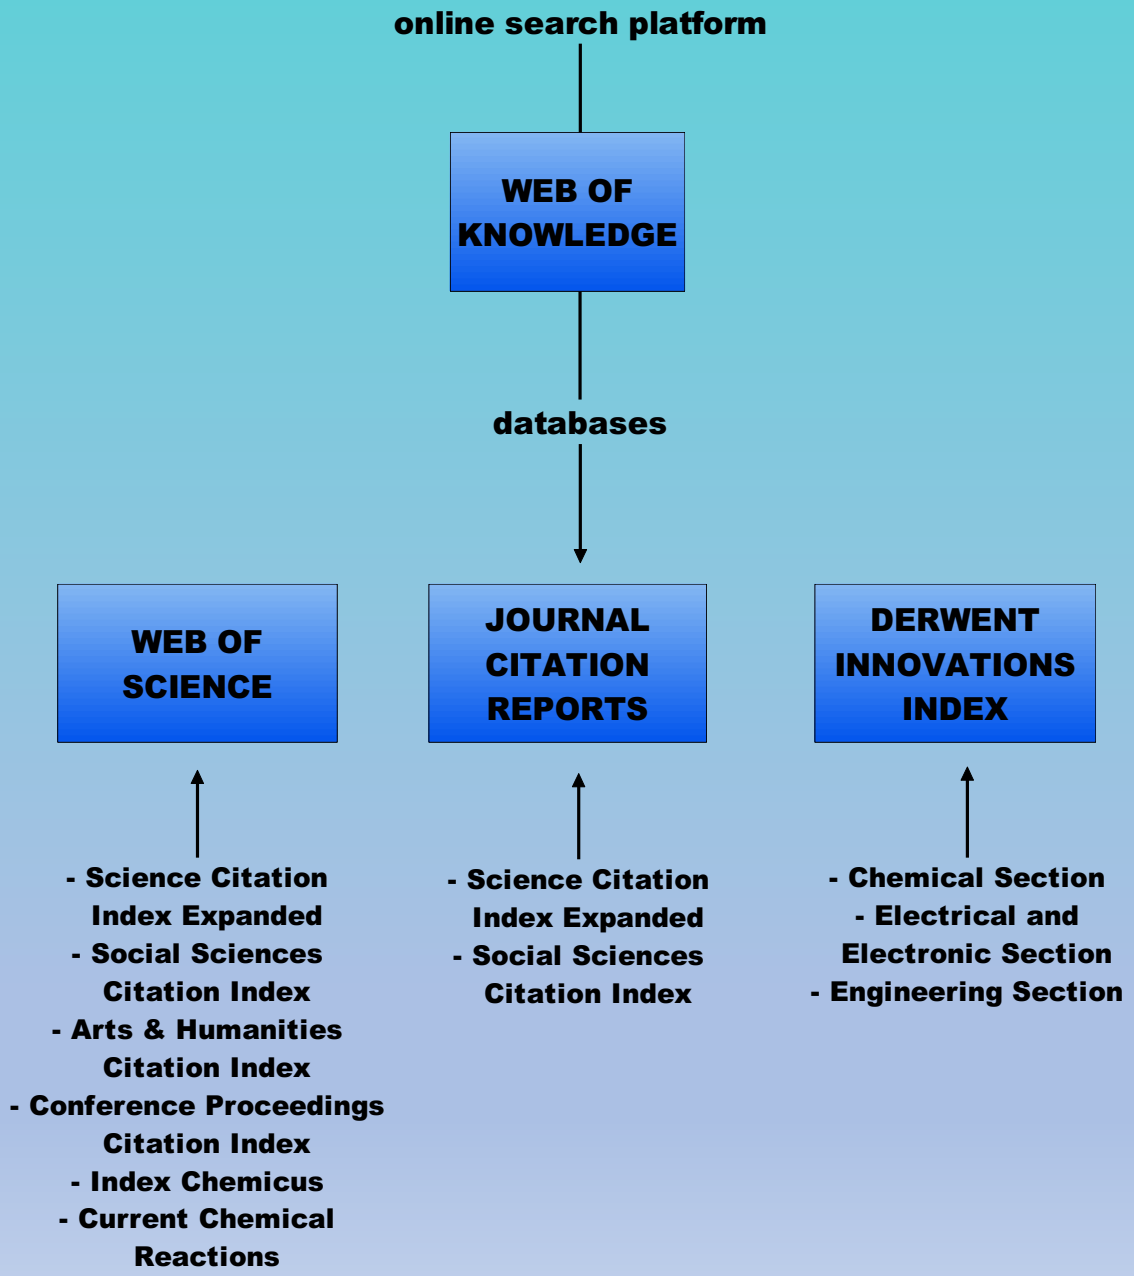 online search platform
WEB OF
KNOWLEDGE
databases
WEB OF
SCIENCE
JOURNAL
CITATION
REPORTS
DERWENT
INNOVATIONS
INDEX
- Science Citation
Index Expanded
- Social Sciences
Citation Index
- Arts & Humanities
Citation Index
- Conference Proceedings
Citation Index
- Index Chemicus
- Current Chemical
Reactions
- Science Citation
Index Expanded
- Social Sciences
Citation Index
- Chemical Section
- Electrical and
Electronic Section
- Engineering Section